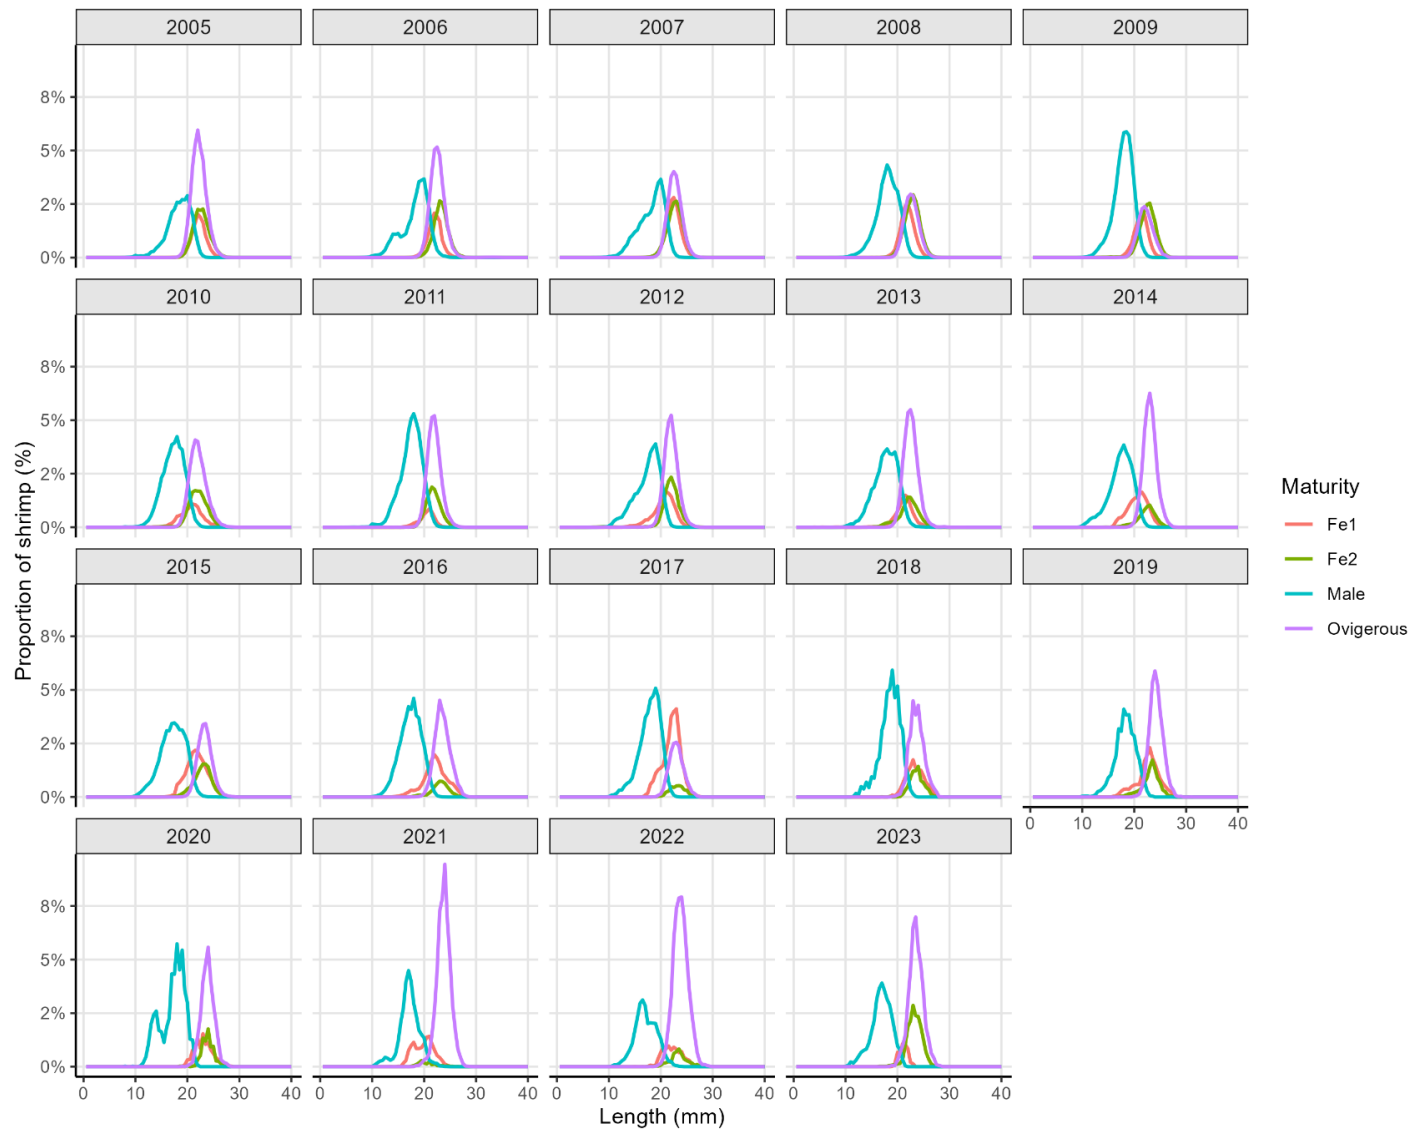 2005 2006 2007 2008 2009
8%
5%
2%
0%
2010 2011 2012 2013 2014
8%
5%
2%
0%
2015 2016 2017 2018 2019
8%
5%
2%
0%
0 10 20 30 40
2020 2021 2022 2023
8%
5%
2%
0%
0 10 20 30 40 0 10 20 30 40 0 10 20 30 40 0 10 20 30 40
Length (mm)
Proportion of shrimp (%)
Maturity
Fe1
Fe2
Male
Ovigerous